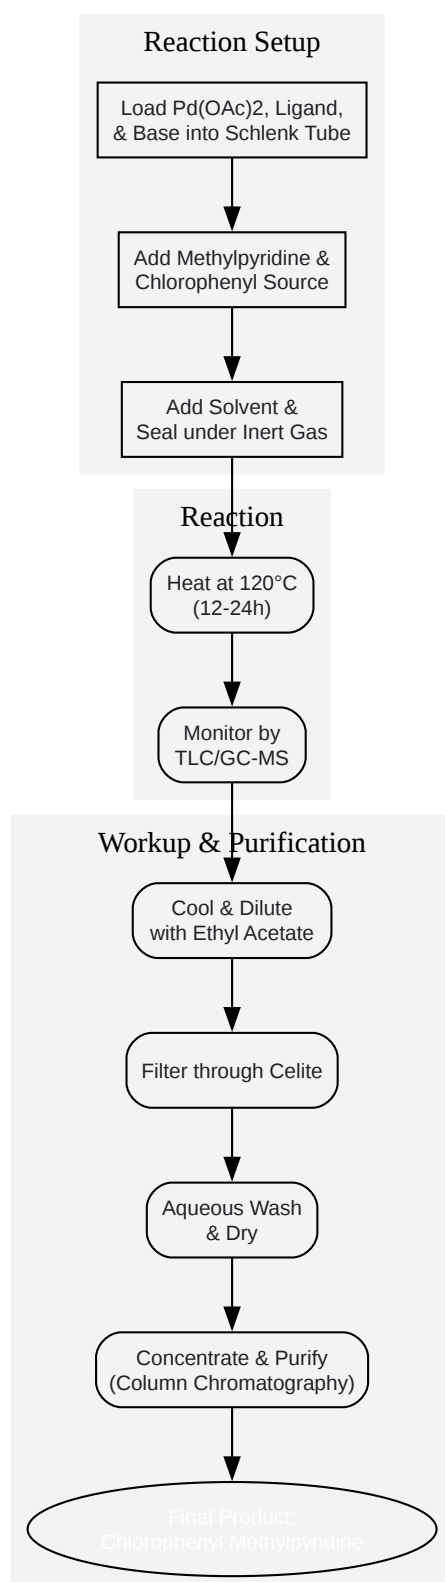 Reaction Setup
Load Pd(OAc)2, Ligand,
& Base into Schlenk Tube
Add Methylpyridine &
Chlorophenyl Source
Add Solvent &
Seal under Inert Gas
Reaction
Heat at 120°C
(12-24h)
Monitor by
TLC/GC-MS
Workup & Purification
Cool & Dilute
with Ethyl Acetate
Filter through Celite
Aqueous Wash
& Dry
Concentrate & Purify
(Column Chromatography)
Final Product:
Chlorophenyl Methylpyridine